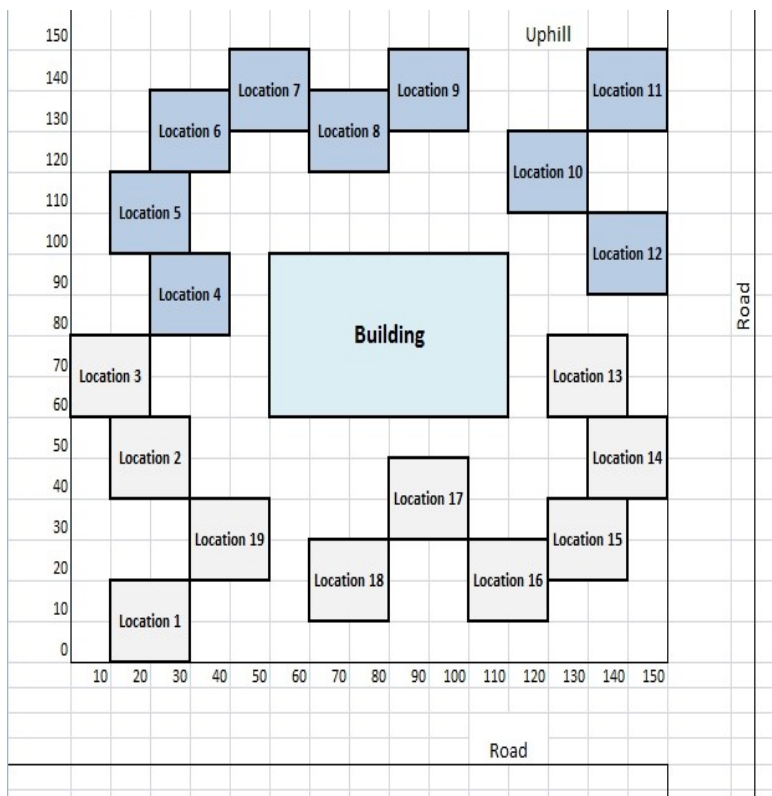 150
Uphill
140
Location 7
Location 9
Location 11
130
Location 6
Location 8
120
Location 10
110
Location 5
100
Location 12
90
Location 4
80
Building
Road
70
Location 3
Location 13
60
50
Location 2
Location 14
40
Location 17
30
Location 19
Location 15
20
Location 18
Location 16
10
Location 1
0
10 20 30 40 50 60 70 80 90 100 110 120 130 140 150
Road